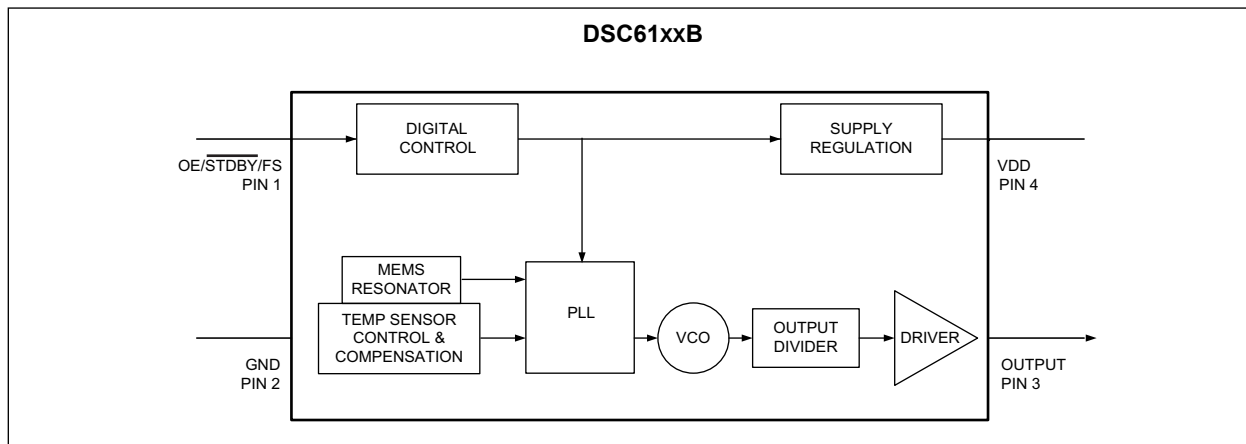 DSC61xxB
DIGITAL
CONTROL
SUPPLY
REGULATION
OE/STDBY/FS
PIN 1
VDD
PIN 4
MEMS
RESONATOR
TEMP SENSOR
CONTROL &
COMPENSATION
PLL
VCO
OUTPUT
DIVIDER
DRIVER
GND
PIN 2
OUTPUT
PIN 3